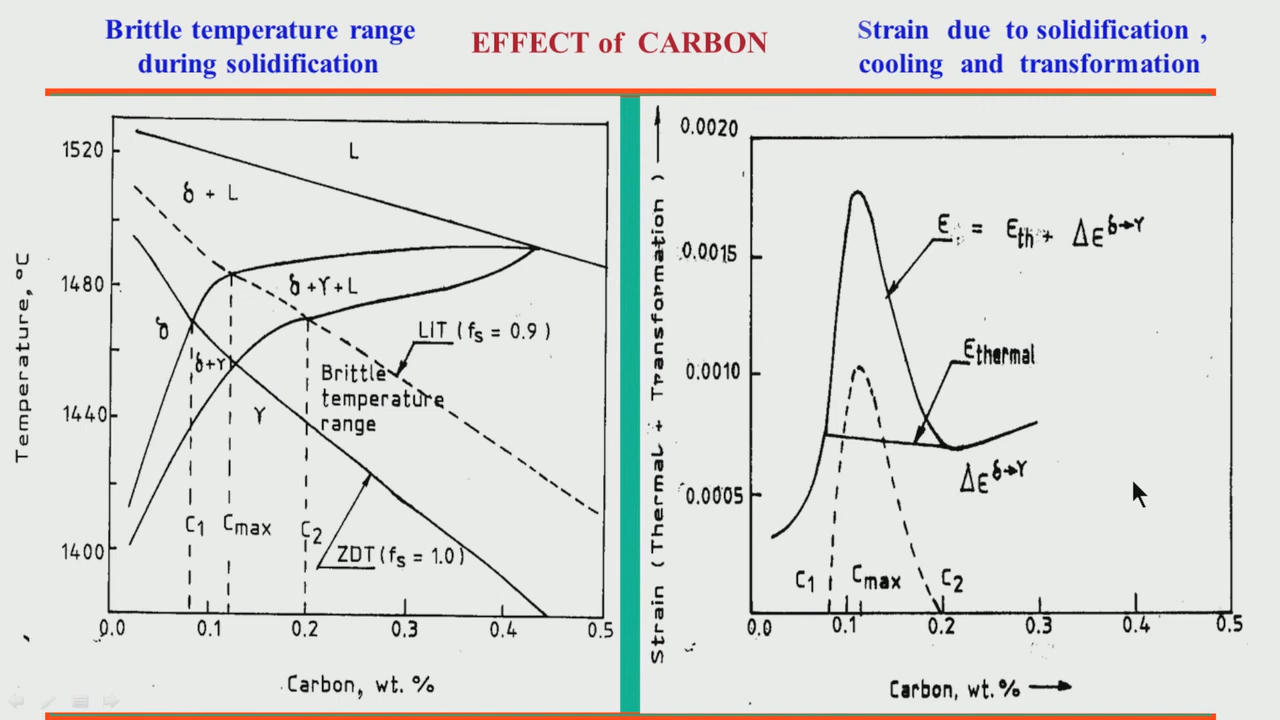 Brittle temperature range
during solidification
EFFECT of CARBON
Strain due to solidification ,
cooling and transformation
Temperature, °C
1520
1480
1440
1400
L
δ + L
δ+γ+L
δ
δ+γ
γ
LIT (fs = 0.9)
Brittle
temperature
range
C1
Cmax
C2
ZDT (fs = 1.0)
0.0
0.1
0.2
0.3
0.4
0.5
Carbon, wt. %
Strain (Thermal + Transformation)
0.0020
0.0015
0.0010
0.0005
= Eth + ΔE δ→γ
Ethermal
ΔE δ→γ
C1
Cmax
C2
0.0
0.1
0.2
0.3
0.4
0.5
Carbon, wt. %